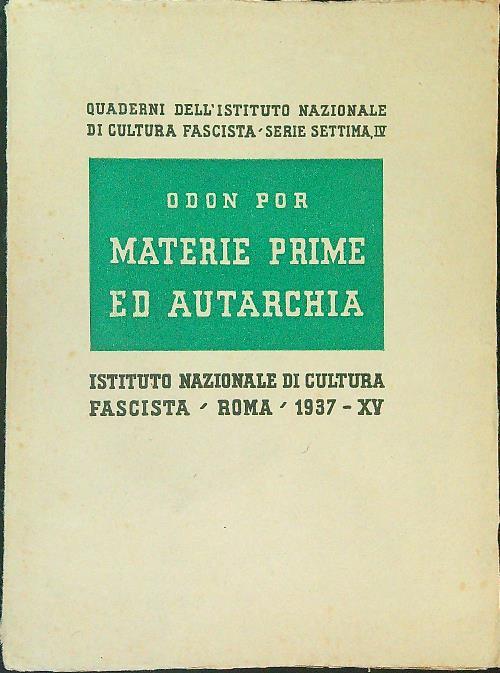 QUADERNI DELL'ISTITUTO NAZIONALE
DI CULTURA FASCISTA - SERIE SETTIMA, IV
ODON POR
MATERIE PRIME
ED AUTARCHIA
ISTITUTO NAZIONALE DI CULTURA
FASCISTA - ROMA - 1937 - XV